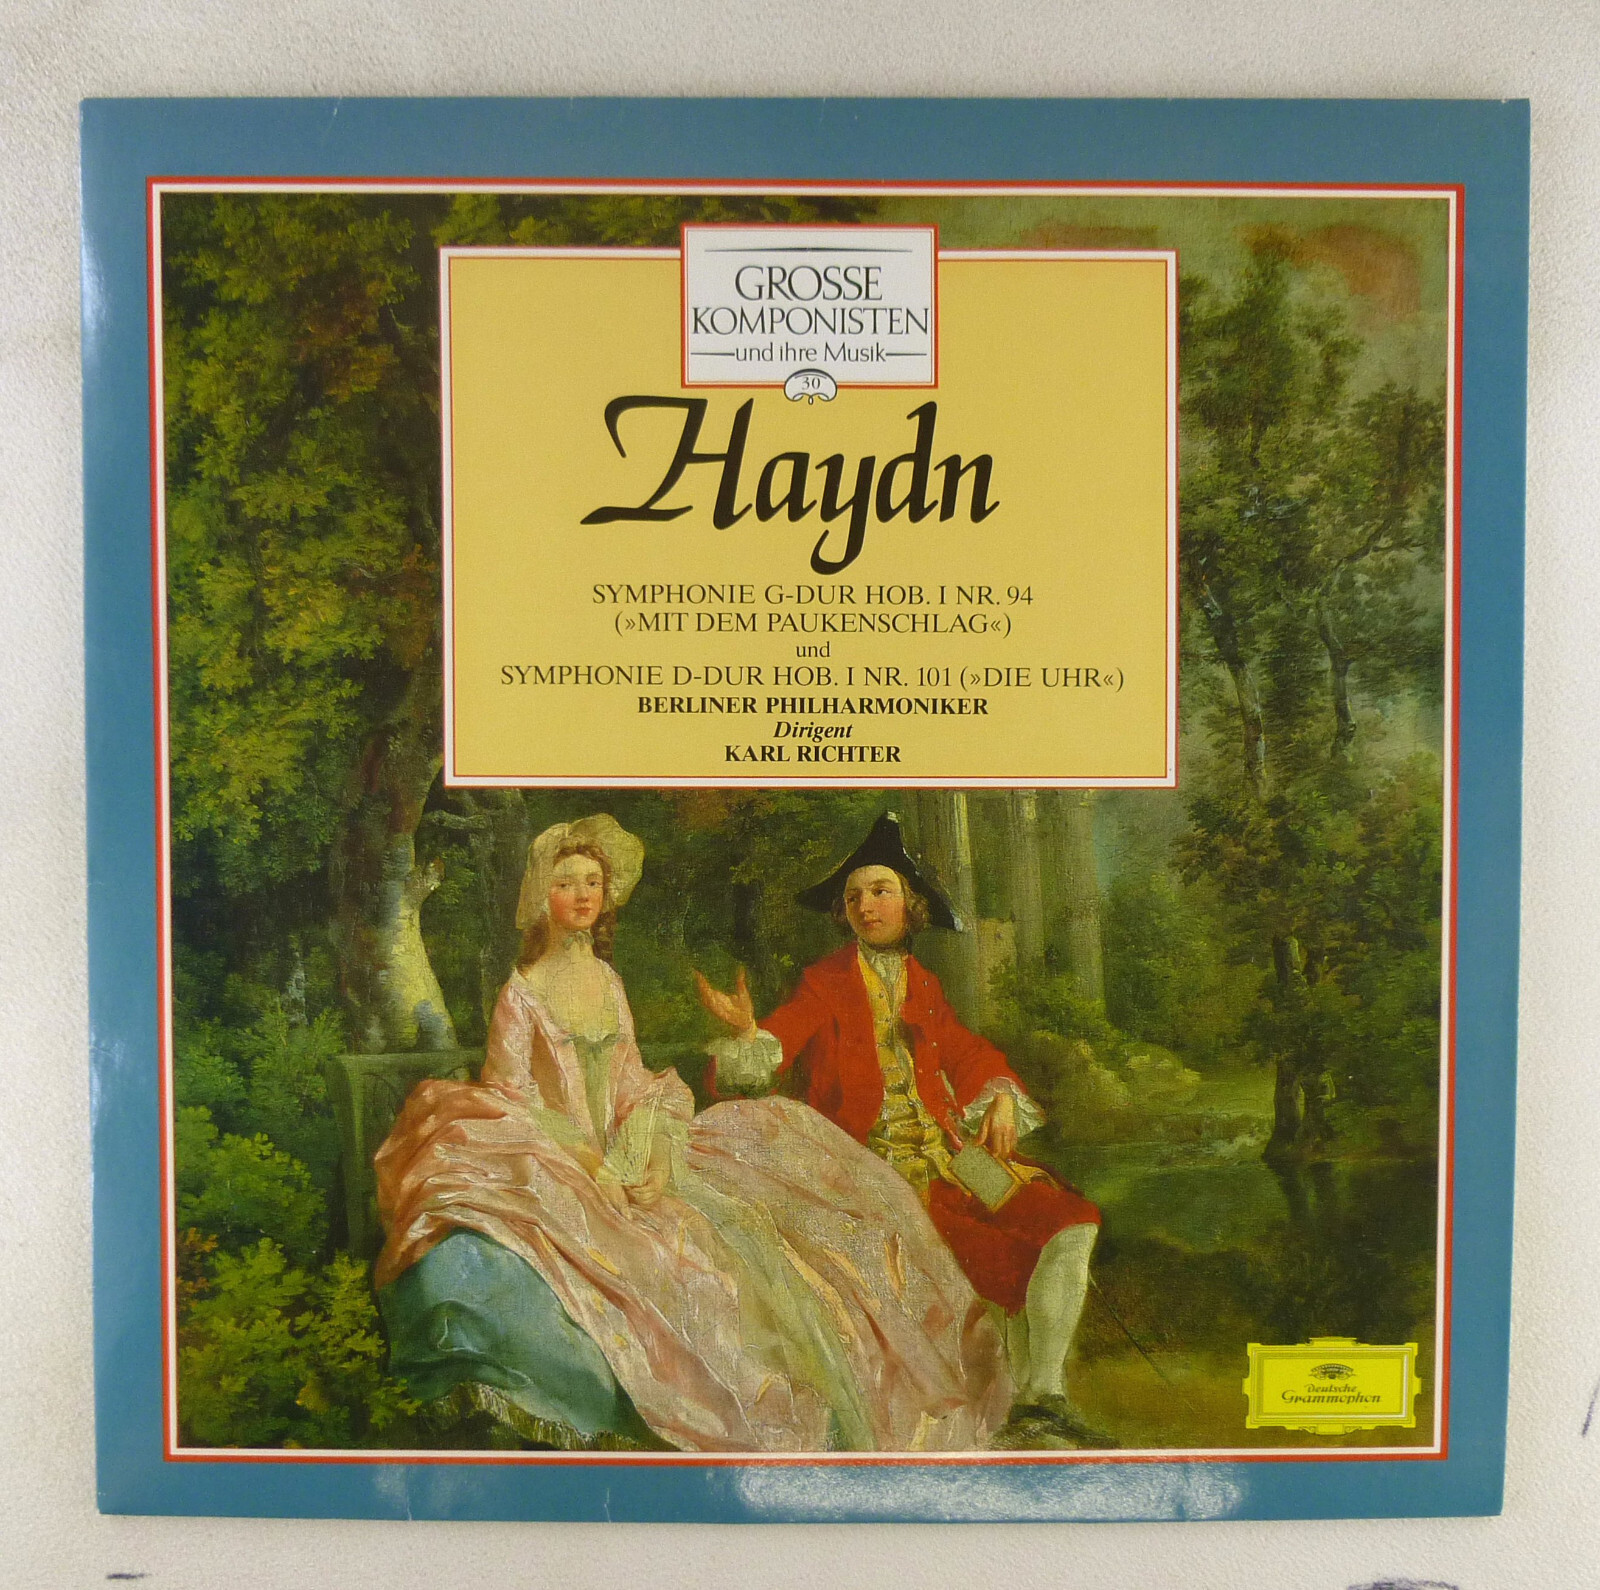 GROSSE
KOMPONISTEN
und ihre Musik
30
Haydn
SYMPHONIE G-DUR HOB. I NR. 94
(»MIT DEM PAUKENSCHLAG«)
und
SYMPHONIE D-DUR HOB. I NR. 101 (»DIE UHR«)
BERLINER PHILHARMONIKER
Dirigent
KARL RICHTER
Deutsche
Grammophon